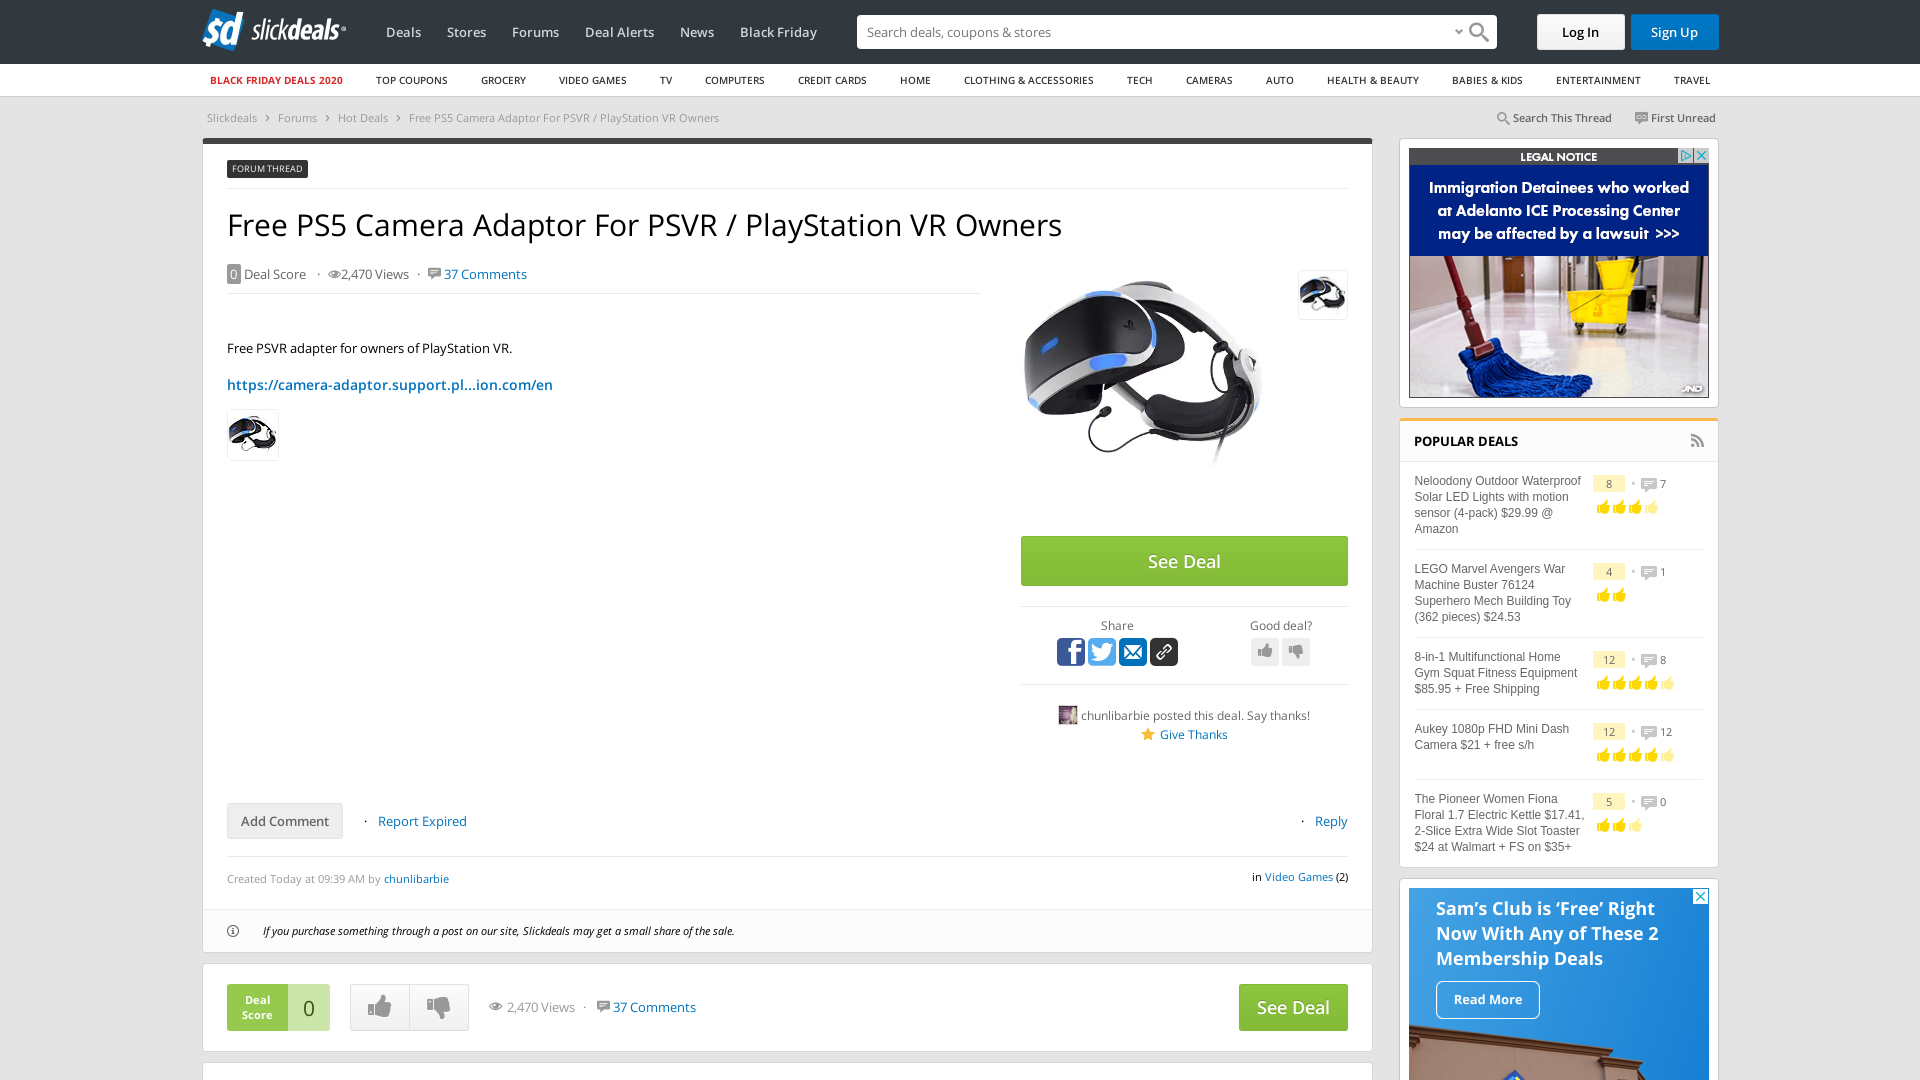 slickdeals
Deals
Stores
Forums
Deal Alerts
News
Black Friday
Search deals, coupons & stores
Log In
Sign Up
BLACK FRIDAY DEALS 2020
TOP COUPONS
GROCERY
VIDEO GAMES
TV
COMPUTERS
CREDIT CARDS
HOME
CLOTHING & ACCESSORIES
TECH
CAMERAS
AUTO
HEALTH & BEAUTY
BABIES & KIDS
ENTERTAINMENT
TRAVEL
Slickdeals › Forums › Hot Deals › Free PS5 Camera Adaptor For PSVR / PlayStation VR Owners
Search This Thread
First Unread
FORUM THREAD
Free PS5 Camera Adaptor For PSVR / PlayStation VR Owners
0 Deal Score · 2,470 Views · 37 Comments
Free PSVR adapter for owners of PlayStation VR.
https://camera-adaptor.support.pl...ion.com/en
See Deal
Share
Good deal?
chunlibarbie posted this deal. Say thanks!
Give Thanks
Add Comment
· Report Expired
· Reply
Created Today at 09:39 AM by chunlibarbie
in Video Games (2)
If you purchase something through a post on our site, Slickdeals may get a small share of the sale.
Deal
Score
0
2,470 Views · 37 Comments
See Deal
LEGAL NOTICE
Immigration Detainees who worked
at Adelanto ICE Processing Center
may be affected by a lawsuit >>>
JND
POPULAR DEALS
Neloodony Outdoor Waterproof
Solar LED Lights with motion
sensor (4-pack) $29.99 @
Amazon
8 • 7
LEGO Marvel Avengers War
Machine Buster 76124
Superhero Mech Building Toy
(362 pieces) $24.53
4 • 1
8-in-1 Multifunctional Home
Gym Squat Fitness Equipment
$85.95 + Free Shipping
12 • 8
Aukey 1080p FHD Mini Dash
Camera $21 + free s/h
12 • 12
The Pioneer Women Fiona
Floral 1.7 Electric Kettle $17.41,
2-Slice Extra Wide Slot Toaster
$24 at Walmart + FS on $35+
5 • 0
Sam's Club is 'Free' Right
Now With Any of These 2
Membership Deals
Read More